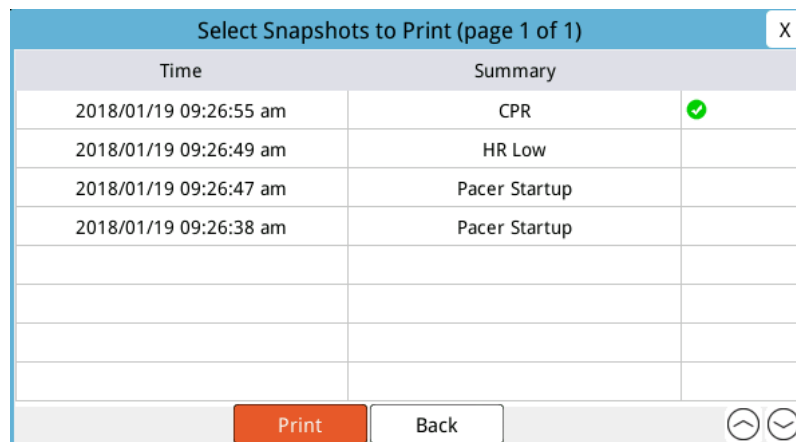 Select Snapshots to Print (page 1 of 1) X
Time Summary
2018/01/19 09:26:55 am CPR
2018/01/19 09:26:49 am HR Low
2018/01/19 09:26:47 am Pacer Startup
2018/01/19 09:26:38 am Pacer Startup
Print Back